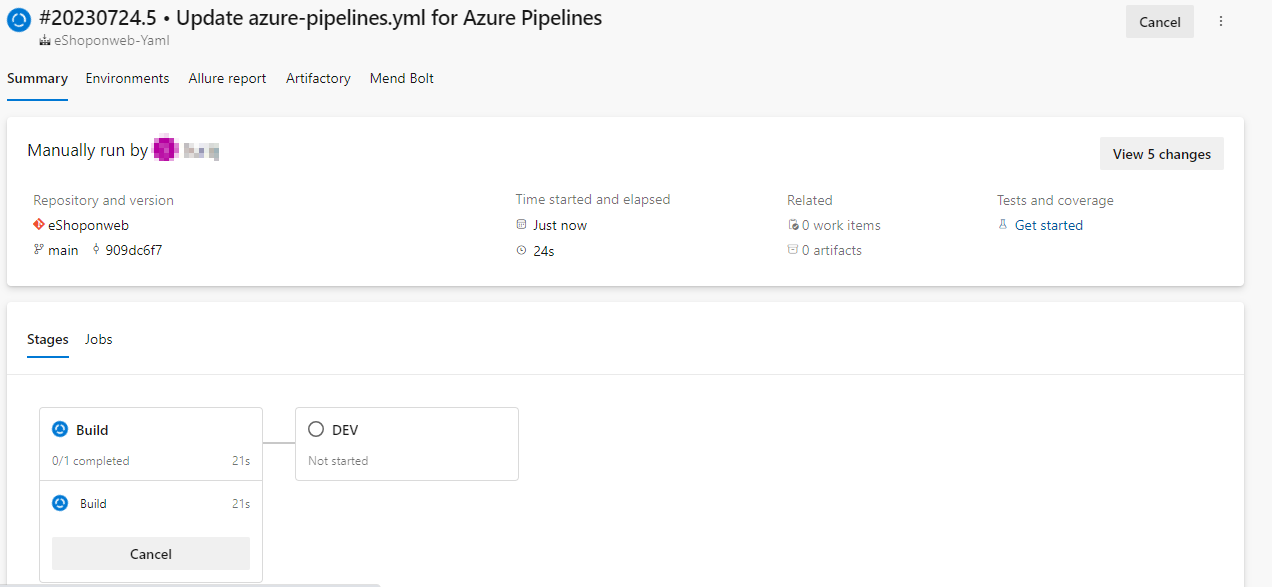 #20230724.5 • Update azure-pipelines.yml for Azure Pipelines
Cancel
eShoponweb-Yaml
Summary Environments Allure report Artifactory Mend Bolt
Manually run by
View 5 changes
Repository and version Time started and elapsed Related Tests and coverage
eShoponweb Just now 0 work items Get started
main 909dc6f7 24s 0 artifacts
Stages Jobs
Build DEV
0/1 completed 21s Not started
Build 21s
Cancel